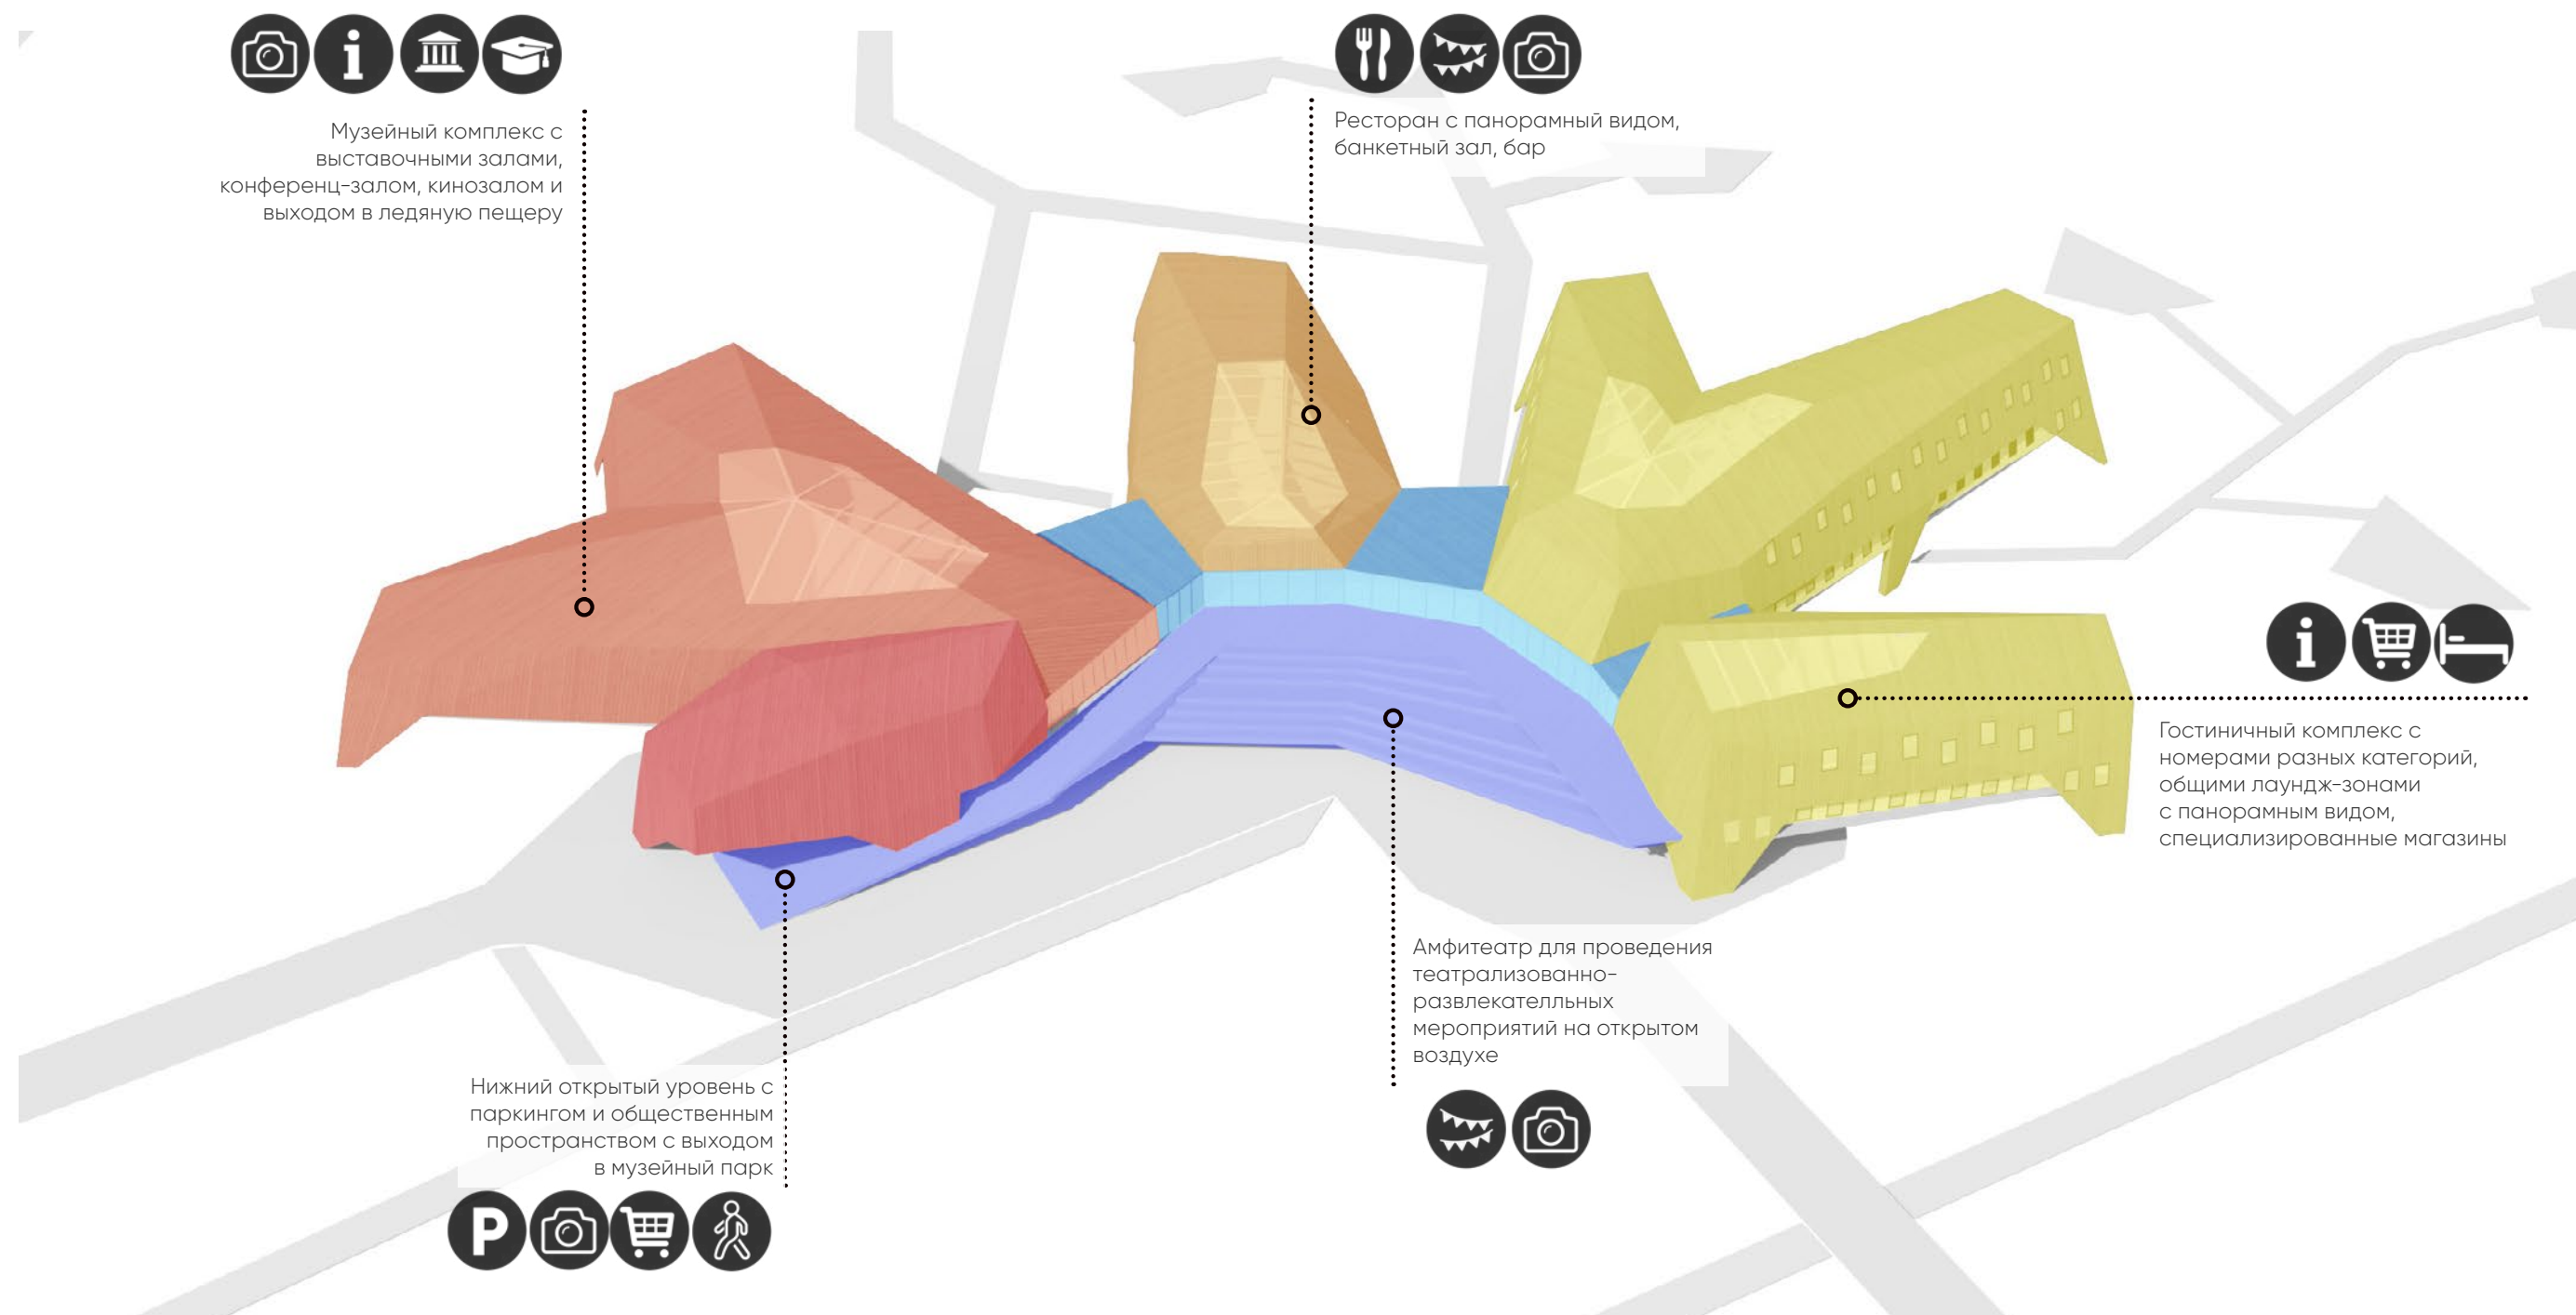 Музейный комплекс с
выставочными залами,
конференц-залом, кинозалом и
выходом в ледяную пещеру
Ресторан с панорамный видом,
банкетный зал, бар
Гостиничный комплекс с
номерами разных категорий,
общими лаундж-зонами
с панорамным видом,
специализированные магазины
Амфитеатр для проведения
театрализованно-
развлекателльных
мероприятий на открытом
воздухе
Нижний открытый уровень с
паркингом и общественным
пространством с выходом
в музейный парк
P